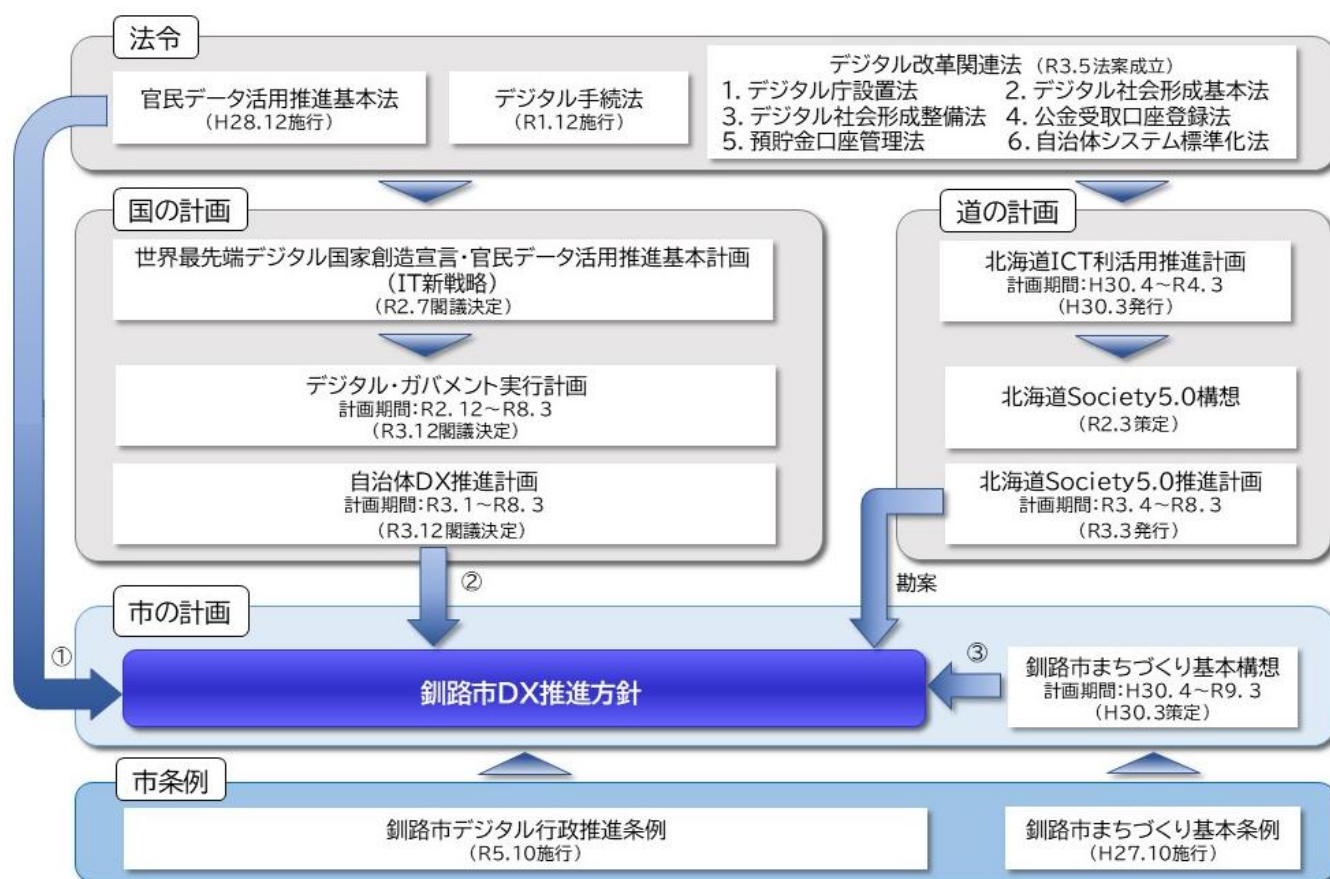 法令
官民データ活用推進基本法
(H28.12施行)
デジタル手続法
(R1.12施行)
デジタル改革関連法 (R3.5法案成立)
1. デジタル庁設置法 2. デジタル社会形成基本法
3. デジタル社会形成整備法 4. 公金受取口座登録法
5. 預貯金口座管理法 6. 自治体システム標準化法
国の計画
世界最先端デジタル国家創造宣言・官民データ活用推進基本計画
(IT新戦略)
(R2.7閣議決定)
デジタル・ガバメント実行計画
計画期間:R2.12~R8.3
(R3.12閣議決定)
自治体DX推進計画
計画期間:R3.1~R8.3
(R3.12閣議決定)
道の計画
北海道ICT利活用推進計画
計画期間:H30.4~R4.3
(H30.3発行)
北海道Society5.0構想
(R2.3策定)
北海道Society5.0推進計画
計画期間:R3.4~R8.3
(R3.3発行)
②
勘案
市の計画
①
釧路市DX推進方針
③
釧路市まちづくり基本構想
計画期間:H30.4~R9.3
(H30.3策定)
市条例
釧路市デジタル行政推進条例
(R5.10施行)
釧路市まちづくり基本条例
(H27.10施行)